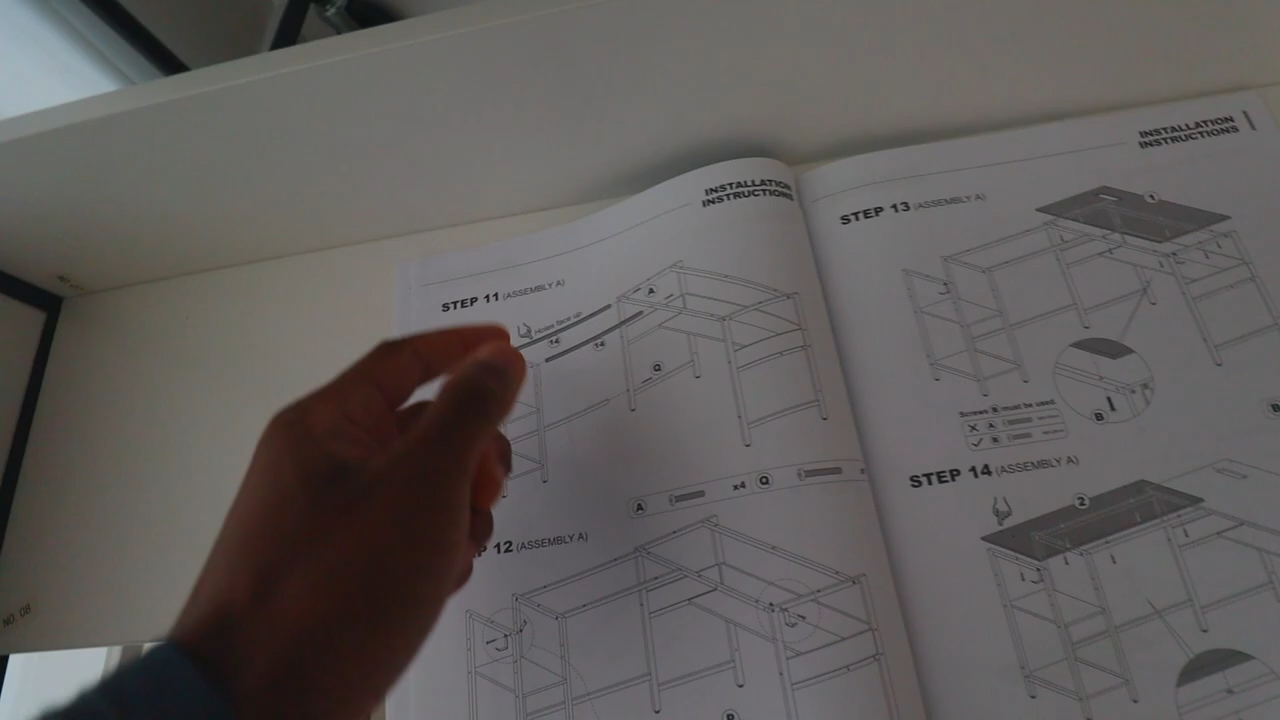 INSTALLATION
INSTRUCTIONS
STEP 11 (ASSEMBLY A)
Holes face up
14
14
A
Q
A
x4
Q
12 (ASSEMBLY A)
INSTALLATION
INSTRUCTIONS
STEP 13 (ASSEMBLY A)
1
B
Screws B must be used
A
B
B
STEP 14 (ASSEMBLY A)
2
NO. 08